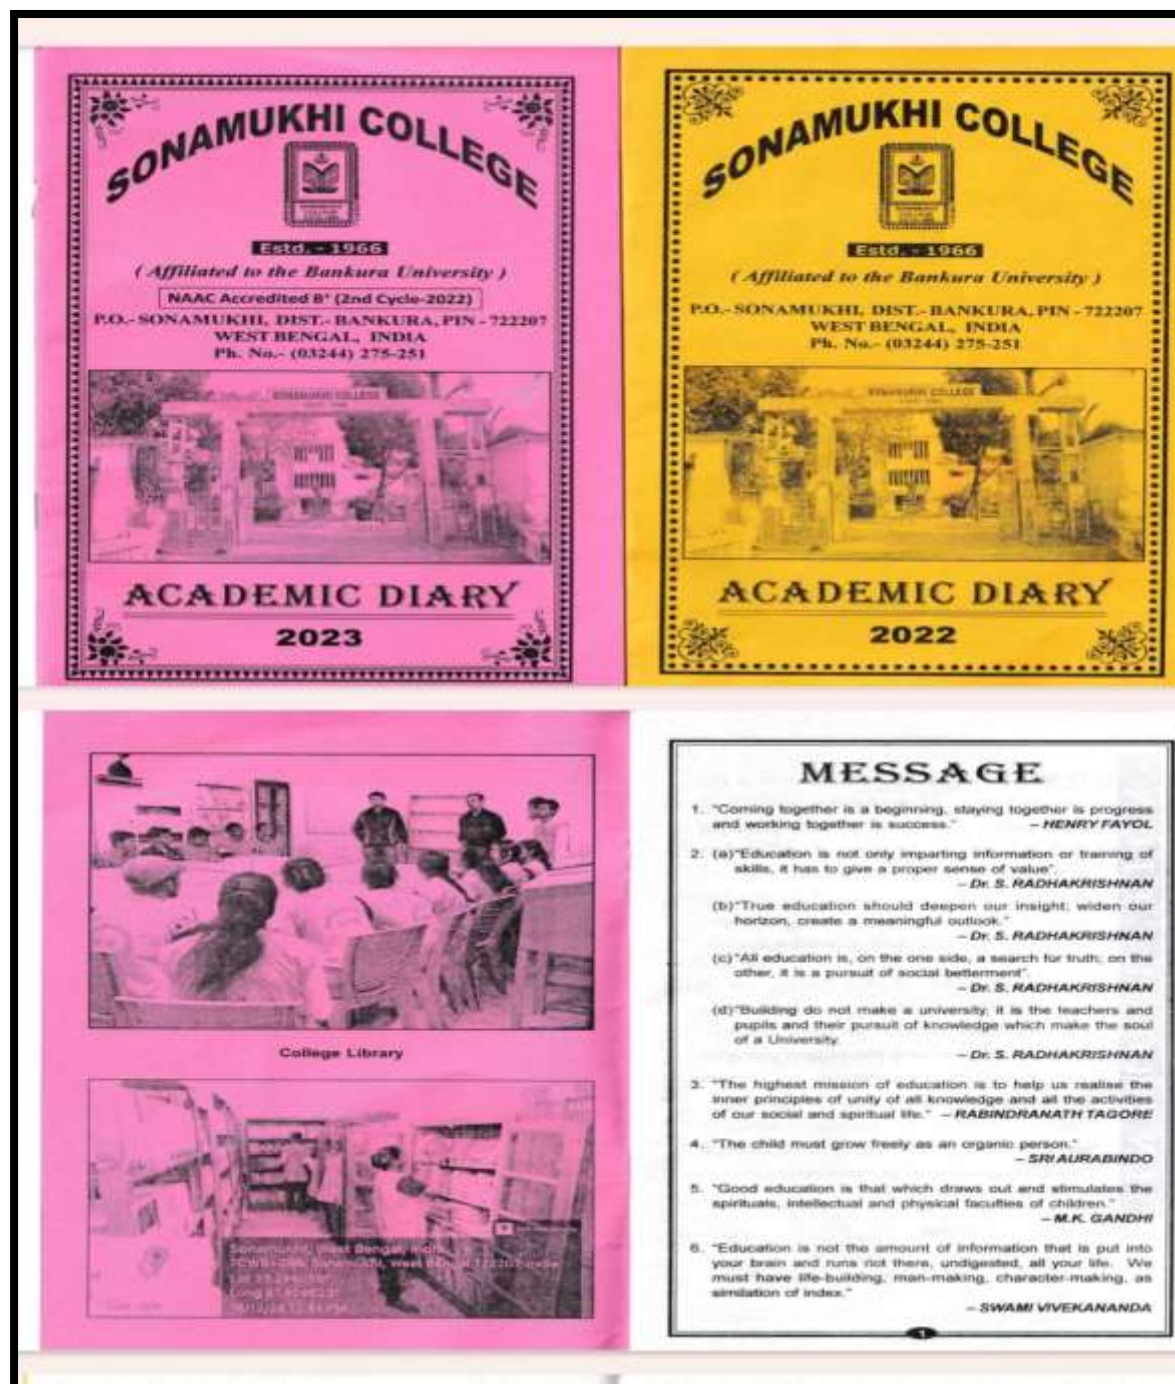 SONAMUKHI COLLEGE
Estd. - 1966
( Affiliated to the Bankura University )
NAAC Accredited B⁺ (2nd Cycle-2022)
P.O.- SONAMUKHI, DIST.- BANKURA, PIN - 722207
WEST BENGAL, INDIA
Ph. No.- (03244) 275-251
SONAMUKHI COLLEGE
ACADEMIC DIARY
2023
SONAMUKHI COLLEGE
Estd. - 1966
( Affiliated to the Bankura University )
P.O.- SONAMUKHI, DIST.- BANKURA, PIN - 722207
WEST BENGAL, INDIA
Ph. No.- (03244) 275-251
SONAMUKHI COLLEGE
ACADEMIC DIARY
2022
College Library
Sonamukhi, West Bengal, India
MESSAGE
1. "Coming together is a beginning, staying together is progress
and working together is success." – HENRY FAYOL
2. (a) "Education is not only imparting information or training of
skills, it has to give a proper sense of value".
– Dr. S. RADHAKRISHNAN
(b) "True education should deepen our insight; widen our
horizon, create a meaningful outlook."
– Dr. S. RADHAKRISHNAN
(c) "All education is, on the one side, a search for truth; on the
other, it is a pursuit of social betterment".
– Dr. S. RADHAKRISHNAN
(d) "Building do not make a university; it is the teachers and
pupils and their pursuit of knowledge which make the soul
of a University.
– Dr. S. RADHAKRISHNAN
3. "The highest mission of education is to help us realise the
inner principles of unity of all knowledge and all the activities
of our social and spiritual life." – RABINDRANATH TAGORE
4. "The child must grow freely as an organic person."
– SRI AURABINDO
5. "Good education is that which draws out and stimulates the
spirituals, intellectual and physical faculties of children."
– M.K. GANDHI
6. "Education is not the amount of information that is put into
your brain and runs riot there, undigested, all your life. We
must have life-building, man-making, character-making, as
similation of index."
– SWAMI VIVEKANANDA
1